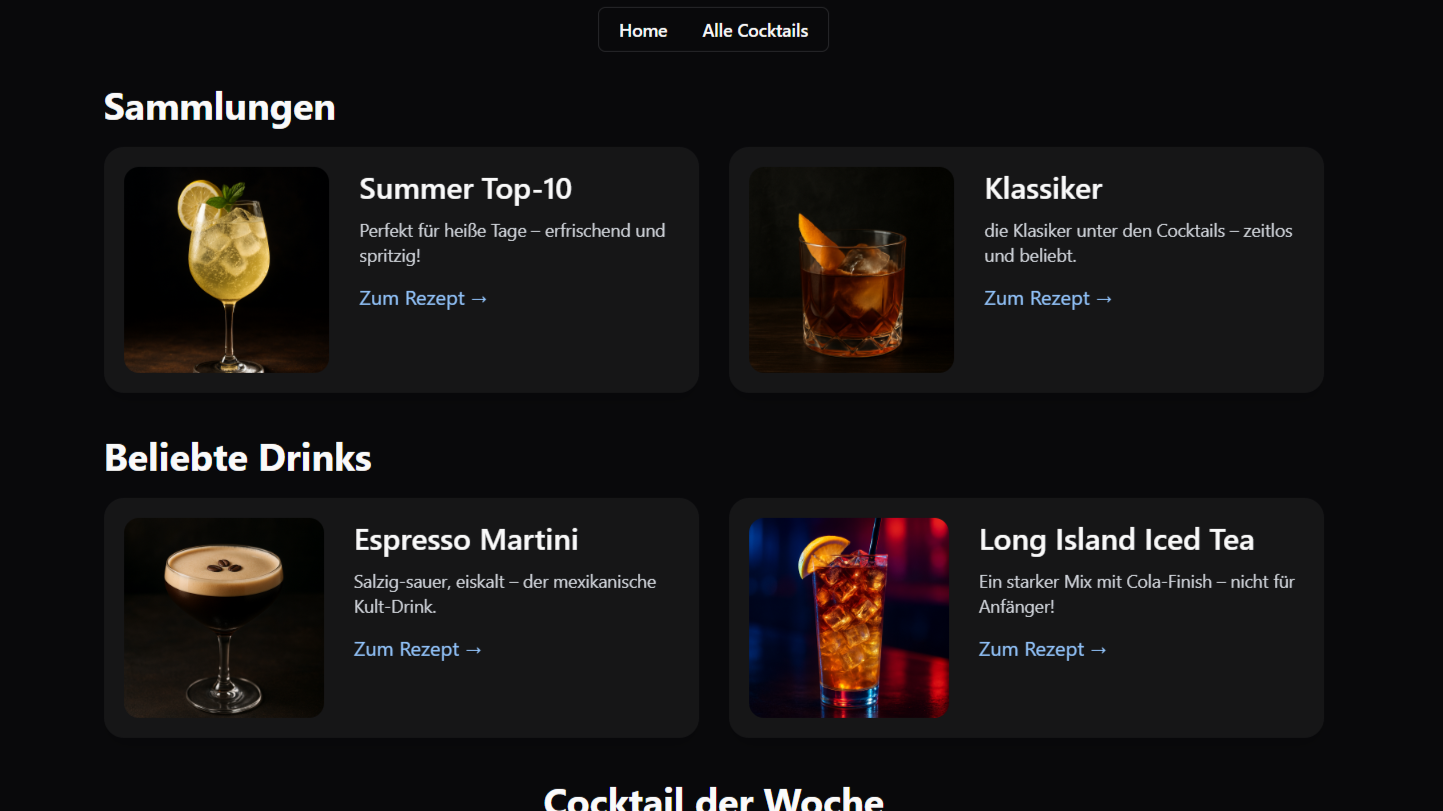 Home Alle Cocktails
Sammlungen
Summer Top-10
Perfekt für heiße Tage – erfrischend und
spritzig!
Zum Rezept →
Klassiker
die Klasiker unter den Cocktails – zeitlos
und beliebt.
Zum Rezept →
Beliebte Drinks
Espresso Martini
Salzig-sauer, eiskalt – der mexikanische
Kult-Drink.
Zum Rezept →
Long Island Iced Tea
Ein starker Mix mit Cola-Finish – nicht für
Anfänger!
Zum Rezept →
Cocktail der Woche